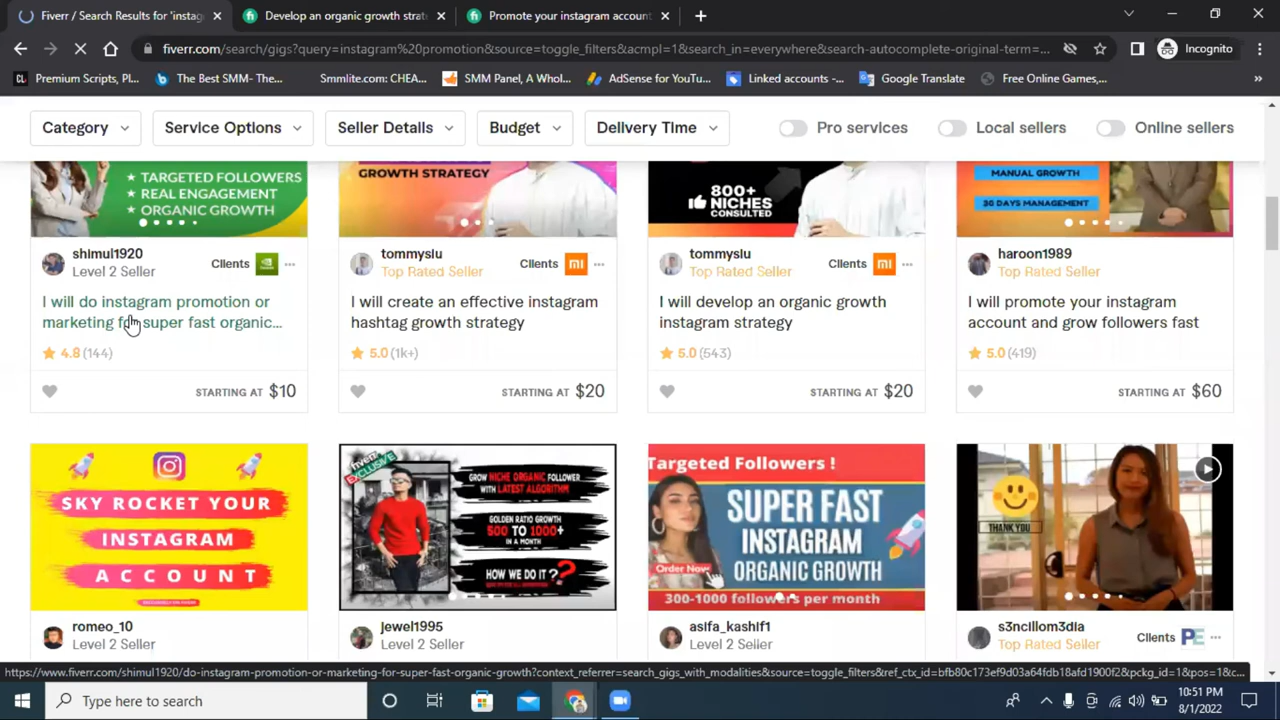 Fiverr / Search Results for 'instag
Develop an organic growth strat
Promote your instagram account
fiverr.com/search/gigs?query=instagram%20promotion&source=toggle_filters&acmpl=1&search_in=everywhere&search-autocomplete-original-term=...
Incognito
Premium Scripts, Pl...
The Best SMM- The...
Smmlite.com: CHEA...
SMM Panel, A Whol...
AdSense for YouTu...
Linked accounts -...
Google Translate
Free Online Games,...
Category
Service Options
Seller Details
Budget
Delivery Time
Pro services
Local sellers
Online sellers
★ TARGETED FOLLOWERS
★ REAL ENGAGEMENT
★ ORGANIC GROWTH
GROWTH STRATEGY
800+
NICHES
CONSULTED
MANUAL GROWTH
30 DAYS MANAGEMENT
shimul1920
Level 2 Seller
Clients
I will do instagram promotion or
marketing for super fast organic...
4.8 (144)
STARTING AT $10
tommyslu
Top Rated Seller
Clients
I will create an effective instagram
hashtag growth strategy
5.0 (1k+)
STARTING AT $20
tommyslu
Top Rated Seller
Clients
I will develop an organic growth
instagram strategy
5.0 (543)
STARTING AT $20
haroon1989
Top Rated Seller
I will promote your instagram
account and grow followers fast
5.0 (419)
STARTING AT $60
SKY ROCKET YOUR
INSTAGRAM
ACCOUNT
romeo_10
Level 2 Seller
fiverr
EXCLUSIVE
GROW NICHE ORGANIC FOLLOWER
WITH LATEST ALGORITHM
GOLDEN RATIO GROWTH
500 TO 1000+
IN A MONTH
HOW WE DO IT ?
jewel1995
Level 2 Seller
Targeted Followers !
SUPER FAST
INSTAGRAM
ORGANIC GROWTH
Order Now
300-1000 followers per month
asifa_kashif1
Level 2 Seller
THANK YOU
s3ncillom3dia
Top Rated Seller
Clients
https://www.fiverr.com/shimul1920/do-instagram-promotion-or-marketing-for-super-fast-organic-growth?context_referrer=search_gigs_with_modalities&source=toggle_filters&ref_ctx_id=bfb80c173ef9d03a64fdb18afd1900f2&pckg_id=1&pos=1&c...
Type here to search
10:51 PM
8/1/2022